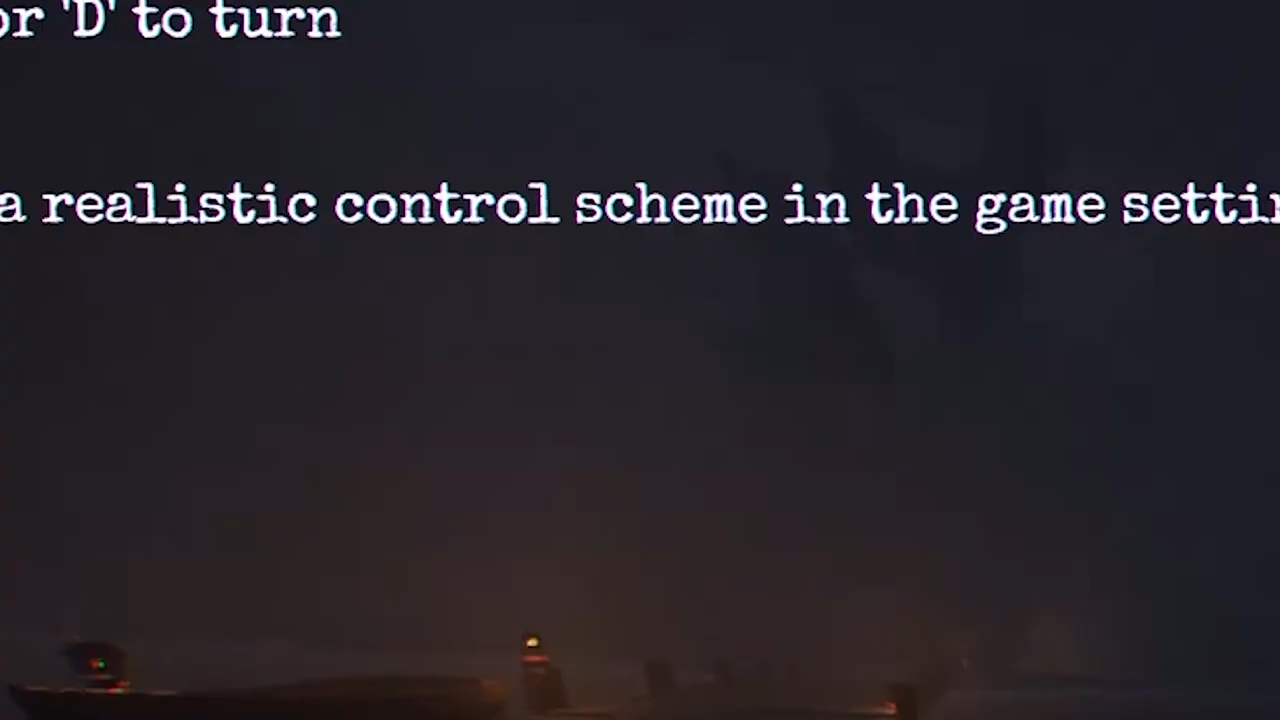 or 'D' to turn
a realistic control scheme in the game settin